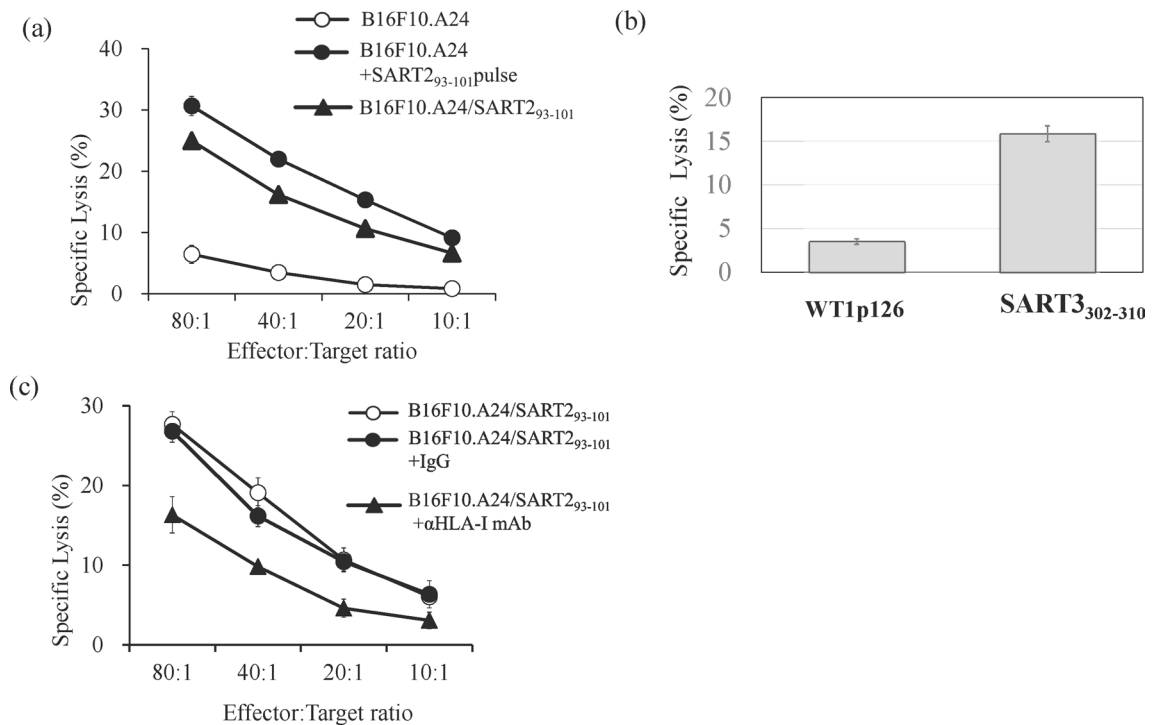 (a)
B16F10.A24
B16F10.A24
+SART2₉₃₋₁₀₁pulse
B16F10.A24/SART2₉₃₋₁₀₁
Specific Lysis (%)
40
30
20
10
0
80:1 40:1 20:1 10:1
Effector:Target ratio
(b)
Specific Lysis (%)
20
15
10
5
0
WT1p126 SART3₃₀₂₋₃₁₀
(c)
B16F10.A24/SART2₉₃₋₁₀₁
B16F10.A24/SART2₉₃₋₁₀₁
+IgG
B16F10.A24/SART2₉₃₋₁₀₁
+αHLA-I mAb
Specific Lysis (%)
30
20
10
0
80:1 40:1 20:1 10:1
Effector:Target ratio